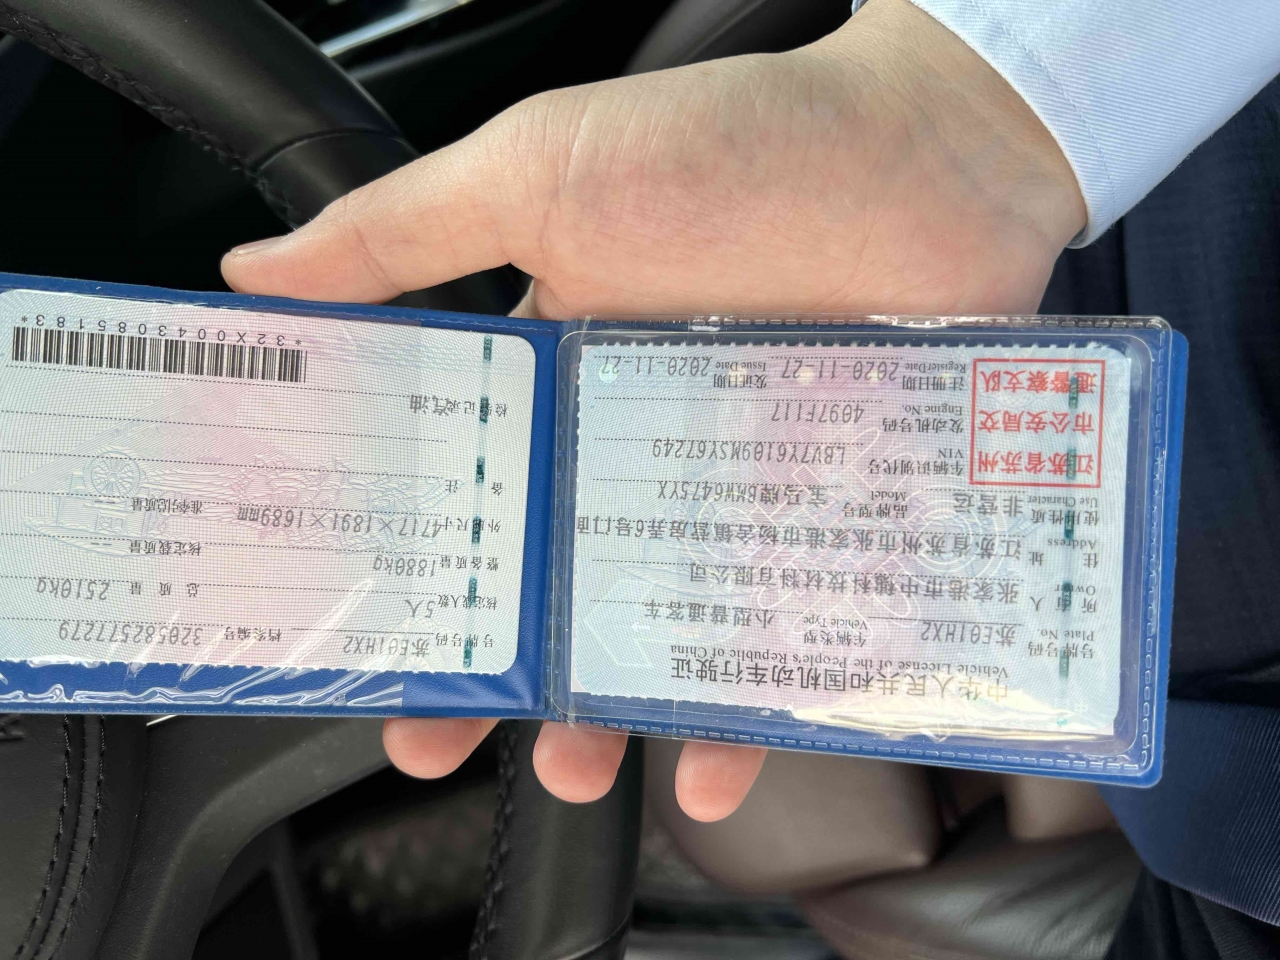 中华人民共和国机动车行驶证
Vehicle License of the People's Republic of China
号牌号码 苏E01HX2 车辆类型 小型普通客车
Plate No. Vehicle Type
所有人 张家港市中穗科技材料有限公司
Owner
住址 江苏省苏州市张家港市杨舍镇范庄弄6号门面
Address
使用性质 非营运 品牌型号 宝马牌BMW6475YX
Use Character Model
江苏省苏州
市公安局交
通警察支队
车辆识别代号 LBV7Y6109MSY67249
VIN
发动机号码 4097F117
Engine No.
注册日期 2020-11-27 发证日期 2020-11-27
Register Date Issue Date
号牌号码 苏E01HX2 档案编号 320582577279
核定载人数 5人 总质量 2510kg
整备质量 1880kg 核定载质量
外廓尺寸 4717×1891×1689mm 准牵引总质量
备注
检验记录 汽油
*32X0043085183*